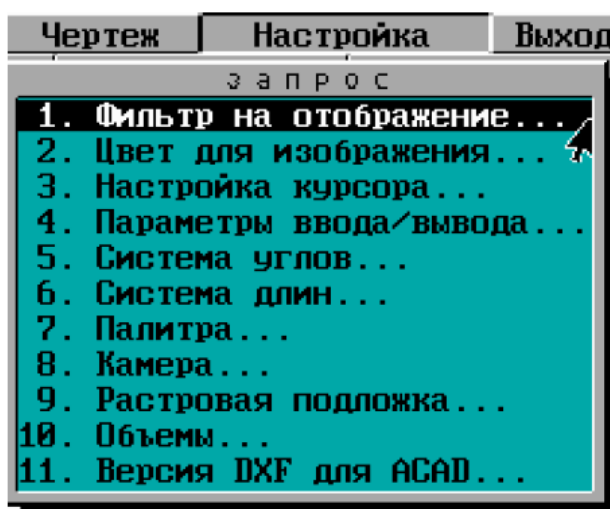 Чертеж Настройка Выход
запрос
1. Фильтр на отображение...
2. Цвет для изображения...
3. Настройка курсора...
4. Параметры ввода/вывода...
5. Система углов...
6. Система длин...
7. Палитра...
8. Камера...
9. Растровая подложка...
10. Объемы...
11. Версия DXF для ACAD...